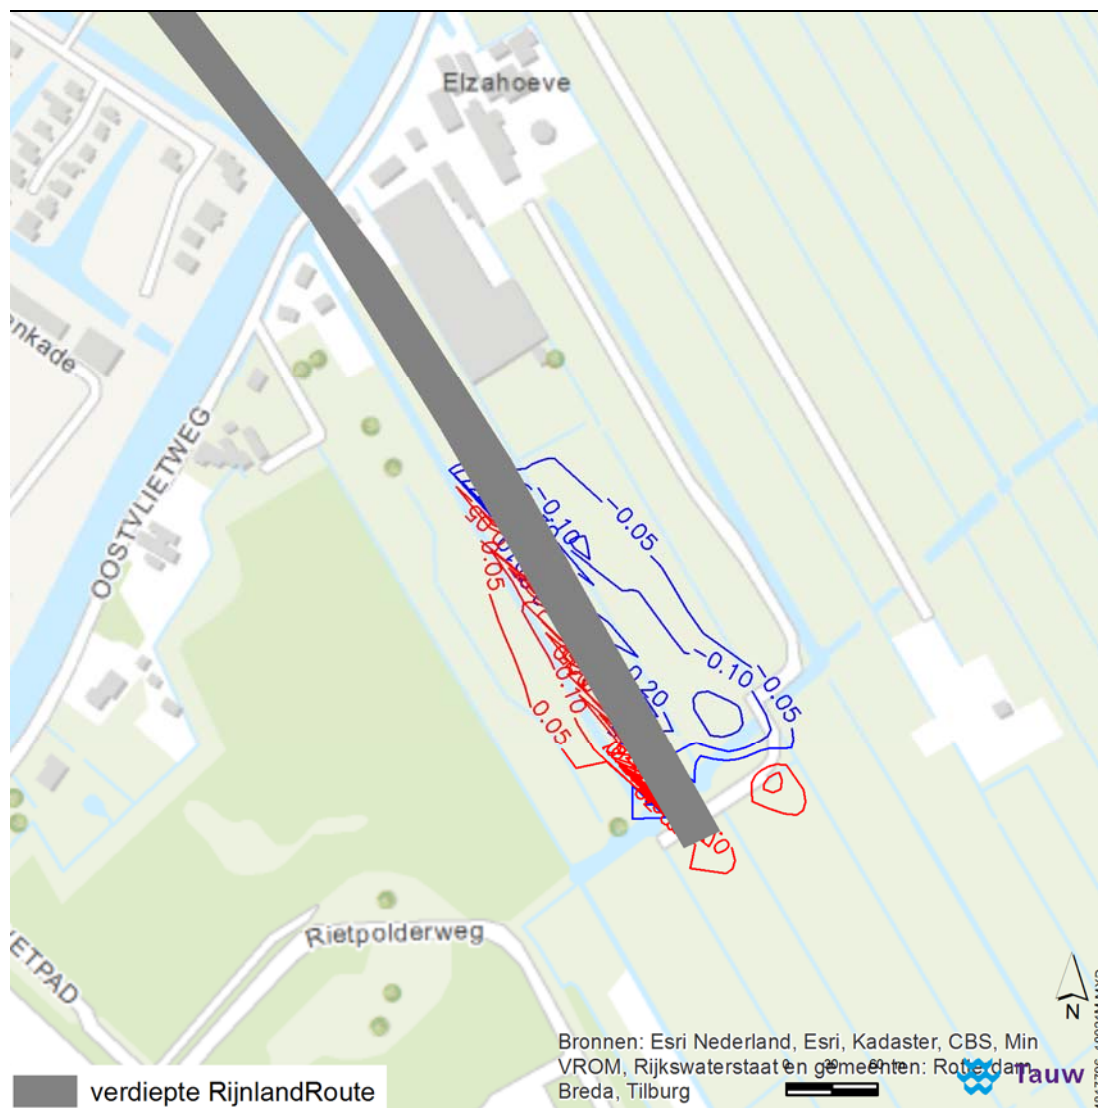 Elzahoeve
nkade
OOSTVLIETWEG
-0.05
-0.10
0.05
-0.10
-0.05
-0.20
0.10
0.05
Rietpolderweg
ETPAD
N
Bronnen: Esri Nederland, Esri, Kadaster, CBS, Min
VROM, Rijkswaterstaat en gemeenten: Rotterdam,
Breda, Tilburg
0 30 60 m
Tauw
verdiepte RijnlandRoute